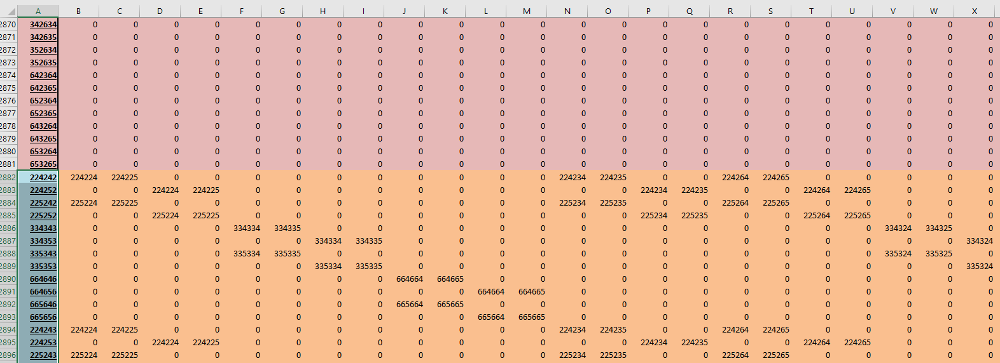 A B C D E F G H I J K L M N O P Q R S T U V W X
2870 342634 0 0 0 0 0 0 0 0 0 0 0 0 0 0 0 0 0 0 0 0 0 0 0
2871 342635 0 0 0 0 0 0 0 0 0 0 0 0 0 0 0 0 0 0 0 0 0 0 0
2872 352634 0 0 0 0 0 0 0 0 0 0 0 0 0 0 0 0 0 0 0 0 0 0 0
2873 352635 0 0 0 0 0 0 0 0 0 0 0 0 0 0 0 0 0 0 0 0 0 0 0
2874 642364 0 0 0 0 0 0 0 0 0 0 0 0 0 0 0 0 0 0 0 0 0 0 0
2875 642365 0 0 0 0 0 0 0 0 0 0 0 0 0 0 0 0 0 0 0 0 0 0 0
2876 652364 0 0 0 0 0 0 0 0 0 0 0 0 0 0 0 0 0 0 0 0 0 0 0
2877 652365 0 0 0 0 0 0 0 0 0 0 0 0 0 0 0 0 0 0 0 0 0 0 0
2878 643264 0 0 0 0 0 0 0 0 0 0 0 0 0 0 0 0 0 0 0 0 0 0 0
2879 643265 0 0 0 0 0 0 0 0 0 0 0 0 0 0 0 0 0 0 0 0 0 0 0
2880 653264 0 0 0 0 0 0 0 0 0 0 0 0 0 0 0 0 0 0 0 0 0 0 0
2881 653265 0 0 0 0 0 0 0 0 0 0 0 0 0 0 0 0 0 0 0 0 0 0 0
2882 224242 224224 224225 0 0 0 0 0 0 0 0 0 0 224234 224235 0 0 224264 224265 0 0 0 0 0
2883 224252 0 0 224224 224225 0 0 0 0 0 0 0 0 0 0 224234 224235 0 0 224264 224265 0 0 0
2884 225242 225224 225225 0 0 0 0 0 0 0 0 0 0 225234 225235 0 0 225264 225265 0 0 0 0 0
2885 225252 0 0 225224 225225 0 0 0 0 0 0 0 0 0 0 225234 225235 0 0 225264 225265 0 0 0
2886 334343 0 0 0 0 334334 334335 0 0 0 0 0 0 0 0 0 0 0 0 0 0 334324 334325 0
2887 334353 0 0 0 0 0 0 334334 334335 0 0 0 0 0 0 0 0 0 0 0 0 0 0 334324
2888 335343 0 0 0 0 335334 335335 0 0 0 0 0 0 0 0 0 0 0 0 0 0 335324 335325 0
2889 335353 0 0 0 0 0 0 335334 335335 0 0 0 0 0 0 0 0 0 0 0 0 0 0 335324
2890 664646 0 0 0 0 0 0 0 0 664664 664665 0 0 0 0 0 0 0 0 0 0 0 0 0
2891 664656 0 0 0 0 0 0 0 0 0 0 664664 664665 0 0 0 0 0 0 0 0 0 0 0
2892 665646 0 0 0 0 0 0 0 0 665664 665665 0 0 0 0 0 0 0 0 0 0 0 0 0
2893 665656 0 0 0 0 0 0 0 0 0 0 665664 665665 0 0 0 0 0 0 0 0 0 0 0
2894 224243 224224 224225 0 0 0 0 0 0 0 0 0 0 224234 224235 0 0 224264 224265 0 0 0 0 0
2895 224253 0 0 224224 224225 0 0 0 0 0 0 0 0 0 0 224234 224235 0 0 224264 224265 0 0 0
2896 225243 225224 225225 0 0 0 0 0 0 0 0 0 0 225234 225235 0 0 225264 225265 0 0 0 0 0